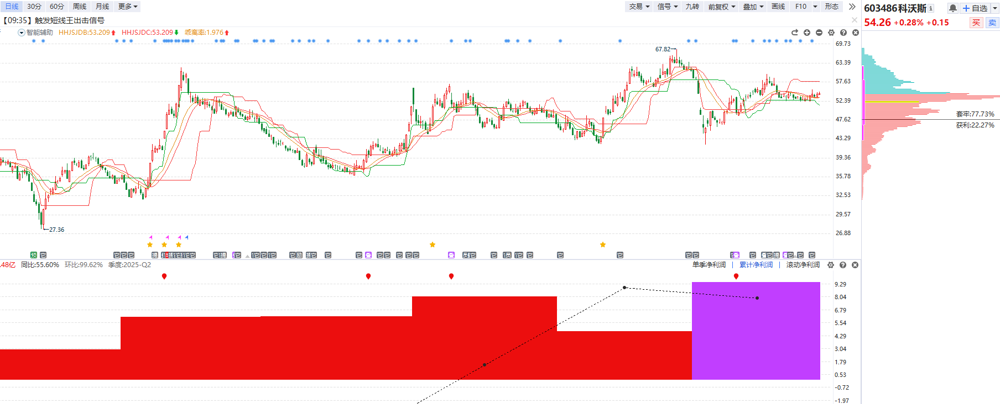 日线 30分 60分 周线 月线 更多 交易 信号 九转 前复权 叠加 画线 F10 形态
603486科沃斯 自选
54.26 +0.28% +0.15 买 卖
【09:35】触发短线王出击信号
智能辅助 HHJSJDB:53.209 HHJSJDC:53.209 乖离率:1.976
69.73
67.82
63.39
57.63
52.39
套牢:77.73%
47.62
获利:22.27%
43.29
39.36
35.78
32.53
29.57
27.36
26.88
.48亿 同比:55.60% 环比:99.62% 季度:2025-Q2 单季净利润 | 累计净利润 | 滚动净利润
9.29
8.04
6.79
5.54
4.29
3.04
1.79
0.53
-0.72
-1.97